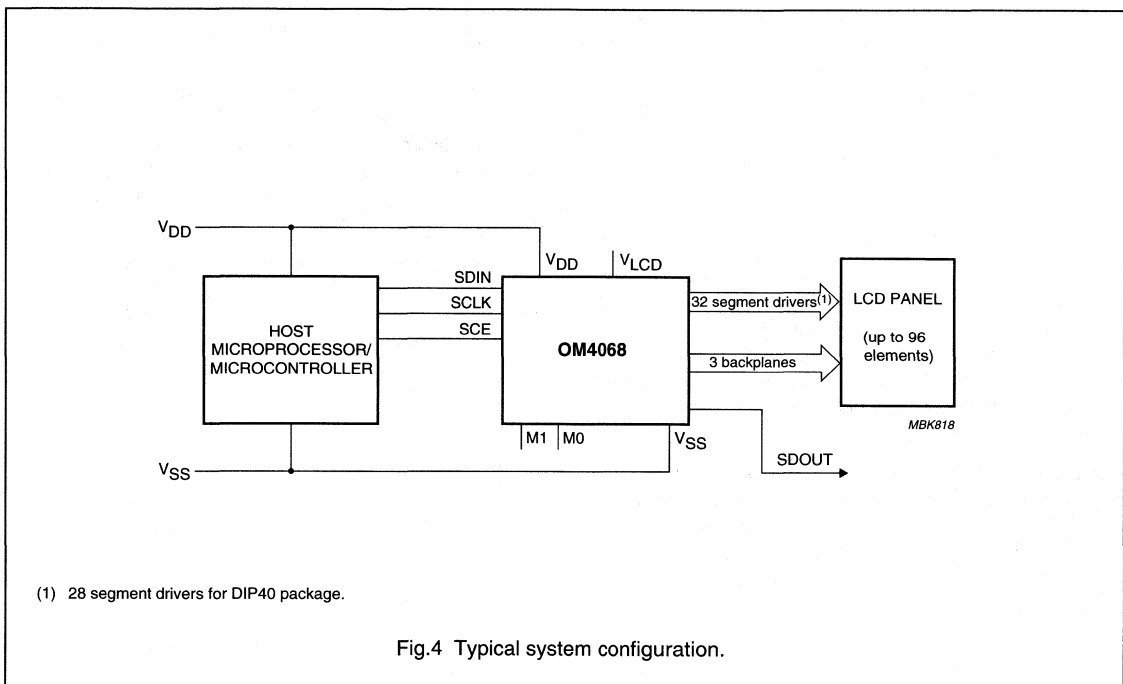 VDD
VDD
VLCD
SDIN
SCLK
SCE
HOST
MICROPROCESSOR/
MICROCONTROLLER
OM4068
32 segment drivers(1)
3 backplanes
LCD PANEL
(up to 96
elements)
MBK818
M1
M0
VSS
VSS
SDOUT
(1) 28 segment drivers for DIP40 package.
Fig.4 Typical system configuration.